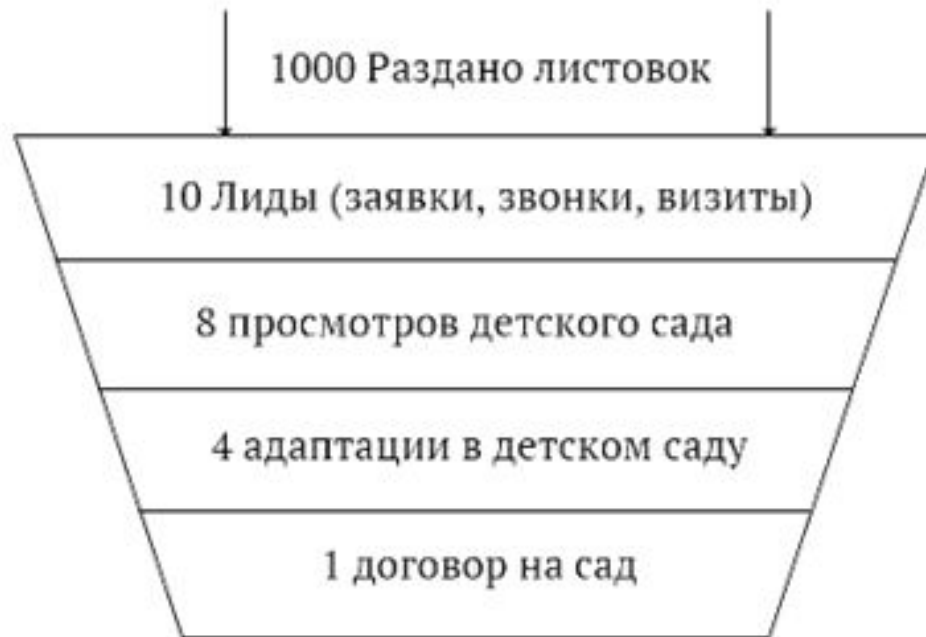 1000 Раздано листовок
10 Лиды (заявки, звонки, визиты)
8 просмотров детского сада
4 адаптации в детском саду
1 договор на сад